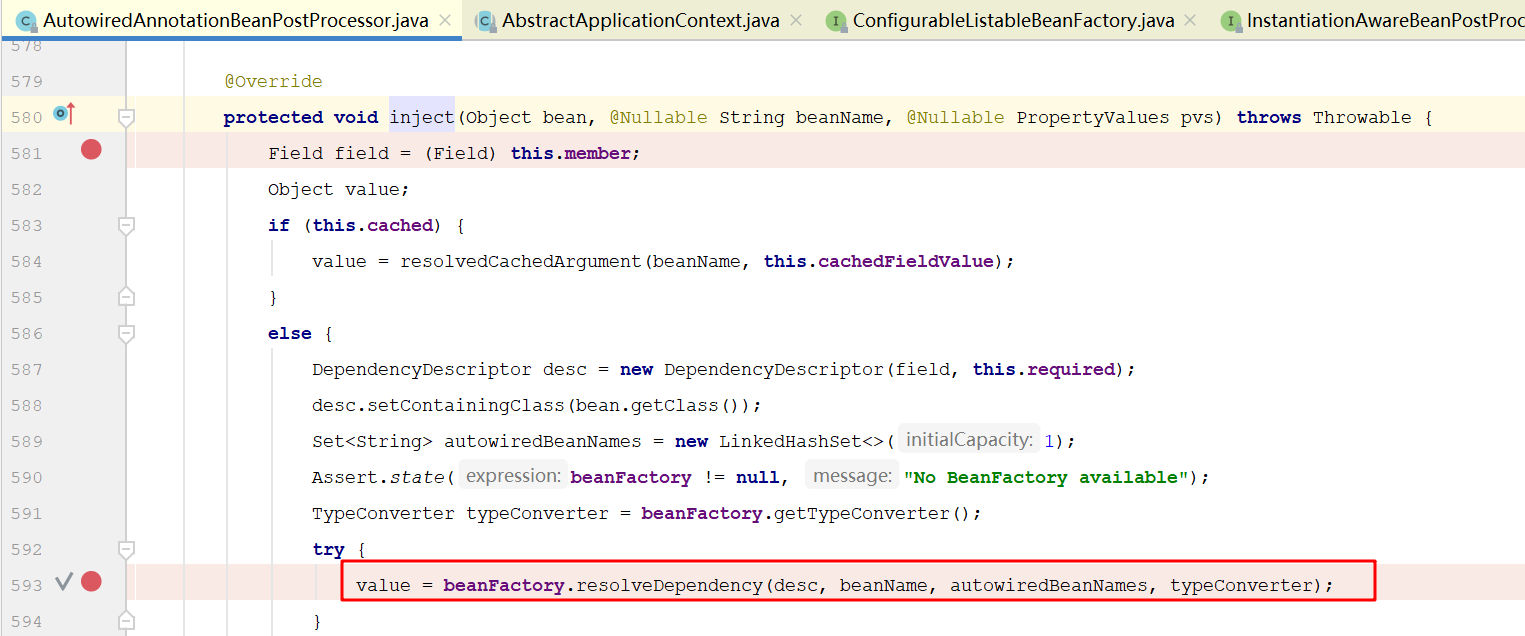 AutowiredAnnotationBeanPostProcessor.java × AbstractApplicationContext.java × ConfigurableListableBeanFactory.java × InstantiationAwareBeanPostProc
578
579 @Override
580 protected void inject(Object bean, @Nullable String beanName, @Nullable PropertyValues pvs) throws Throwable {
581 Field field = (Field) this.member;
582 Object value;
583 if (this.cached) {
584 value = resolvedCachedArgument(beanName, this.cachedFieldValue);
585 }
586 else {
587 DependencyDescriptor desc = new DependencyDescriptor(field, this.required);
588 desc.setContainingClass(bean.getClass());
589 Set<String> autowiredBeanNames = new LinkedHashSet<>( initialCapacity: 1);
590 Assert.state( expression: beanFactory != null, message: "No BeanFactory available");
591 TypeConverter typeConverter = beanFactory.getTypeConverter();
592 try {
593 value = beanFactory.resolveDependency(desc, beanName, autowiredBeanNames, typeConverter);
594 }